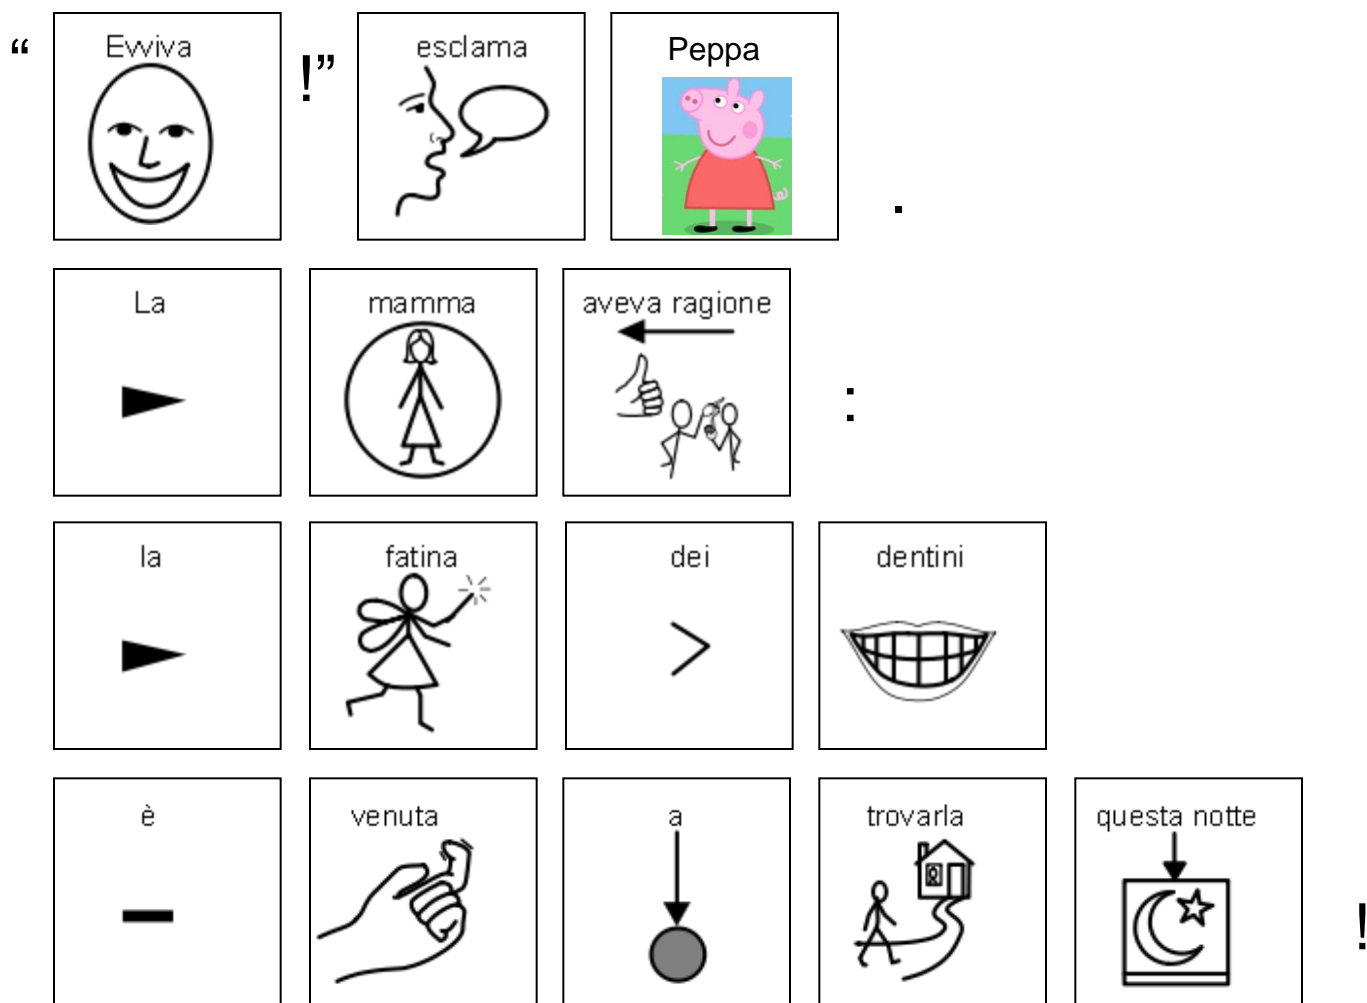 “ Evviva !” esclama Peppa .
La mamma aveva ragione :
la fatina dei dentini
è venuta a trovarla questa notte !